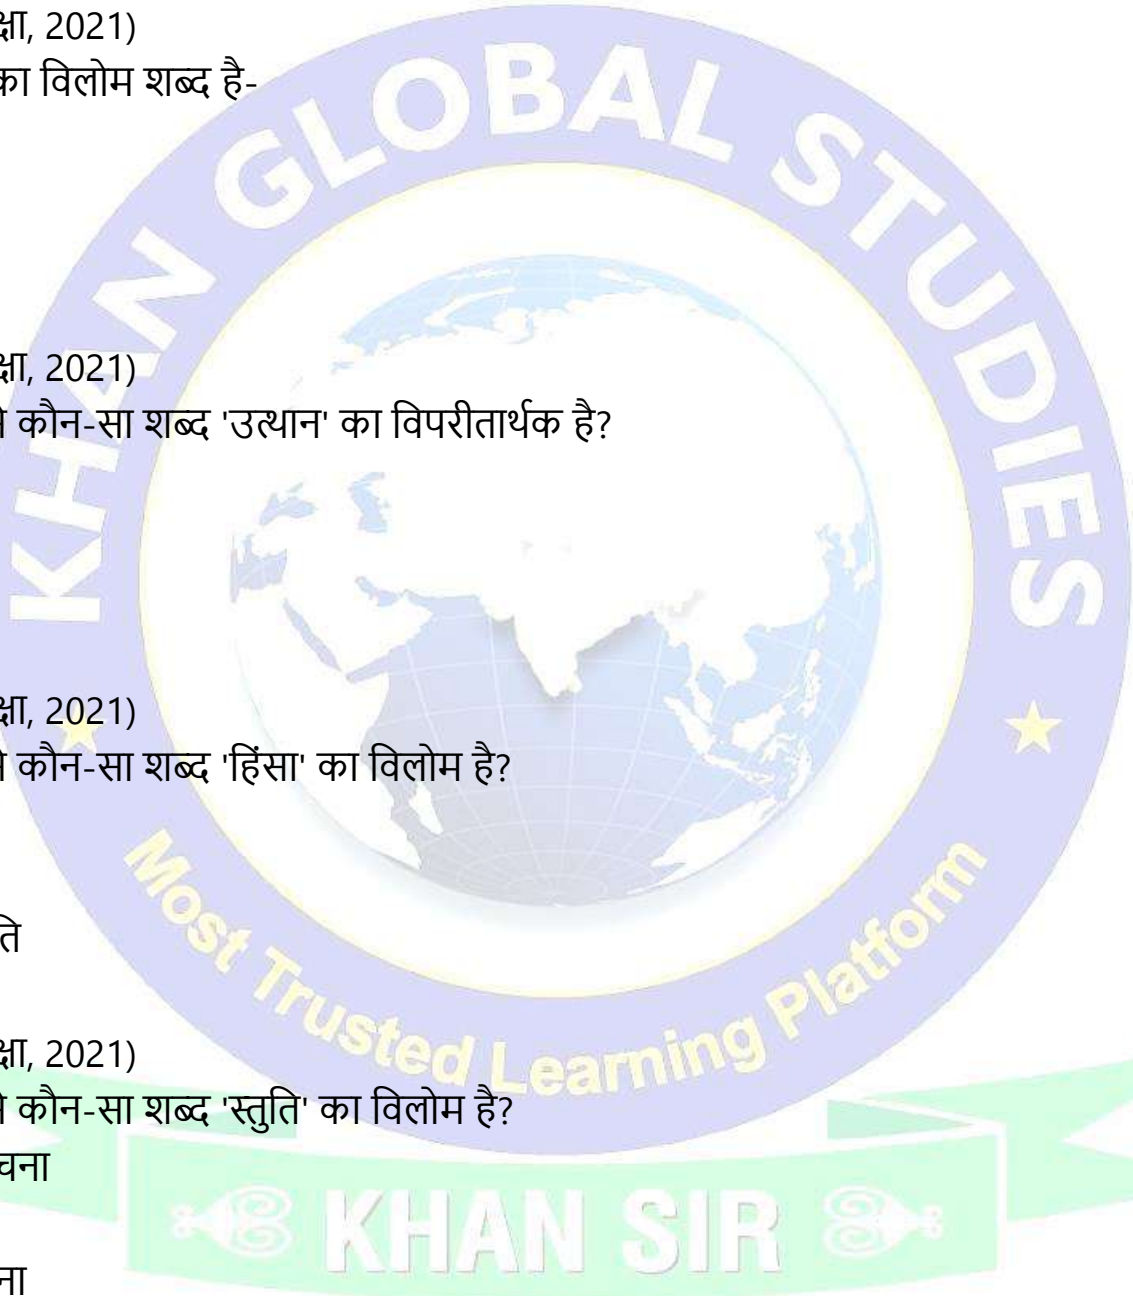 क्षा, 2021)
का विलोम शब्द है-
KHAN GLOBAL STUDIES
क्षा, 2021)
कौन-सा शब्द 'उत्थान' का विपरीतार्थक है?
क्षा, 2021)
कौन-सा शब्द 'हिंसा' का विलोम है?
ति
Most Trusted Learning Platform
क्षा, 2021)
कौन-सा शब्द 'स्तुति' का विलोम है?
चना
KHAN SIR
ना